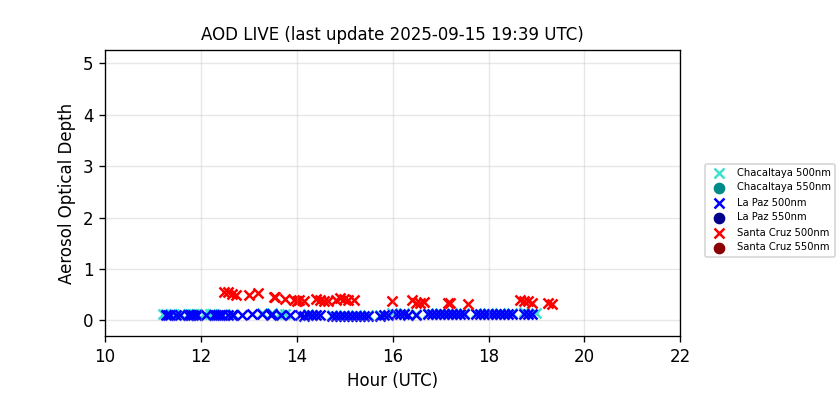 AOD LIVE (last update 2025-09-15 19:39 UTC)
Aerosol Optical Depth
5
4
3
2
1
0
10 12 14 16 18 20 22
Hour (UTC)
Chacaltaya 500nm
Chacaltaya 550nm
La Paz 500nm
La Paz 550nm
Santa Cruz 500nm
Santa Cruz 550nm